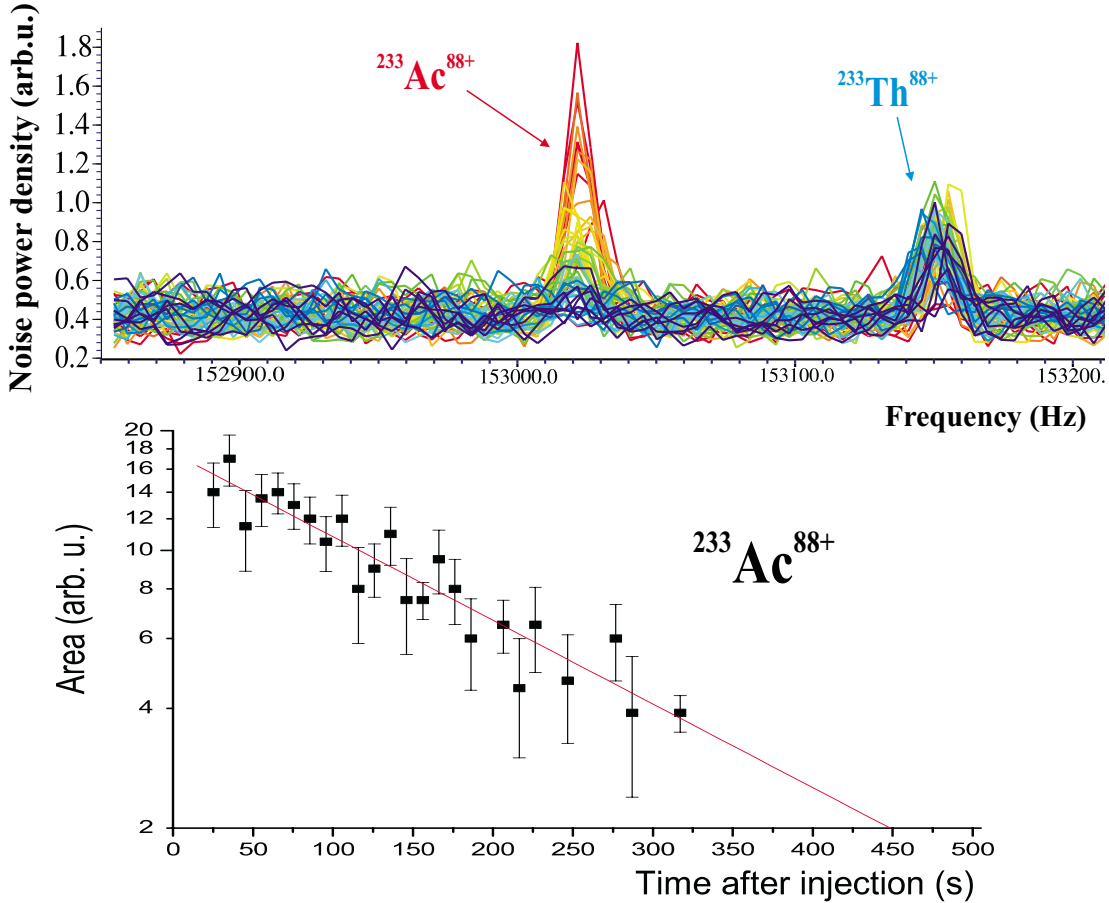 Noise power density (arb.u.)
1.8
1.6
1.4
1.2
1.0
0.8
0.6
0.4
0.2
²³³Ac⁸⁸⁺
²³³Th⁸⁸⁺
152900.0 153000.0 153100.0 153200.
Frequency (Hz)
Area (arb. u.)
20
18
16
14
12
10
8
6
4
2
²³³Ac⁸⁸⁺
0 50 100 150 200 250 300 350 400 450 500
Time after injection (s)